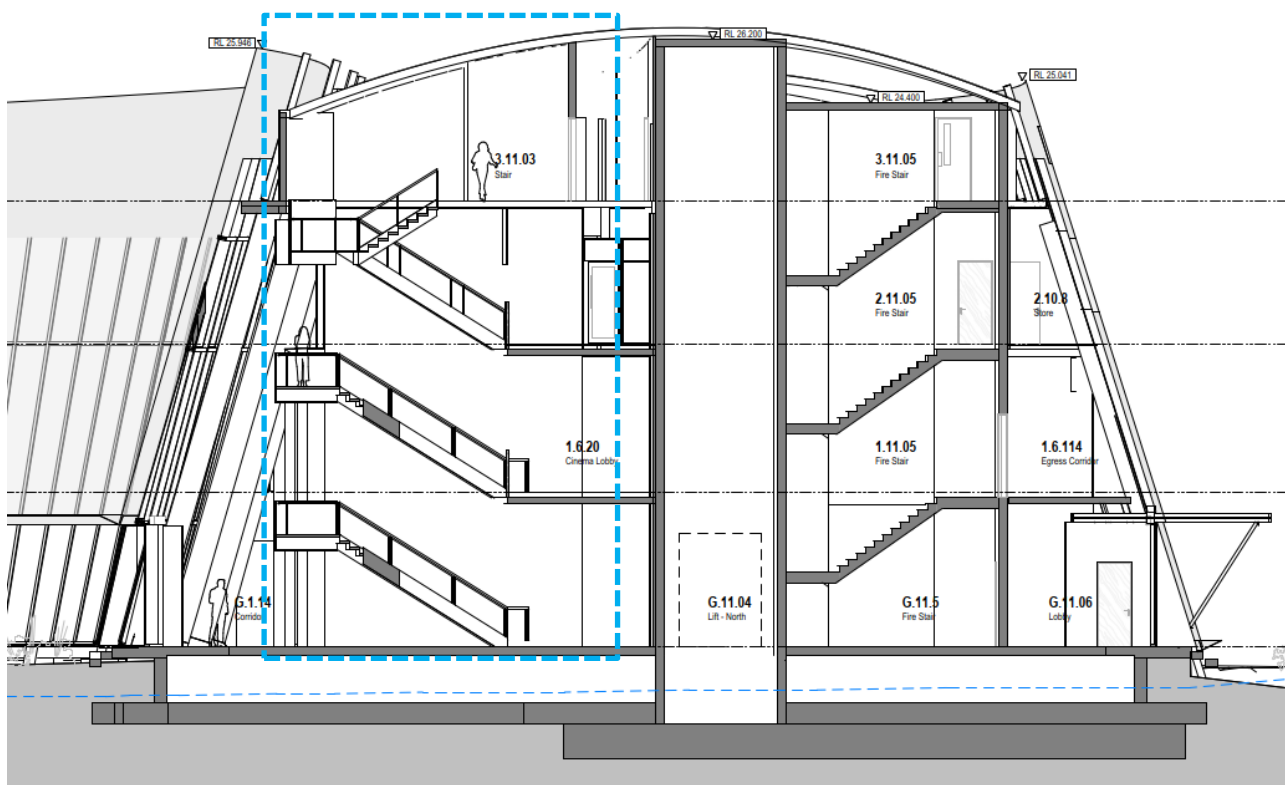 RL 26.200
RL 25.946
RL 25.041
RL 24.400
3.11.03
Stair
3.11.05
Fire Stair
2.11.05
Fire Stair
2.10.8
Store
1.6.20
Cinema Lobby
1.11.05
Fire Stair
1.6.114
Egress Corridor
G.1.14
Corridor
G.11.04
Lift - North
G.11.5
Fire Stair
G.11.06
Lobby